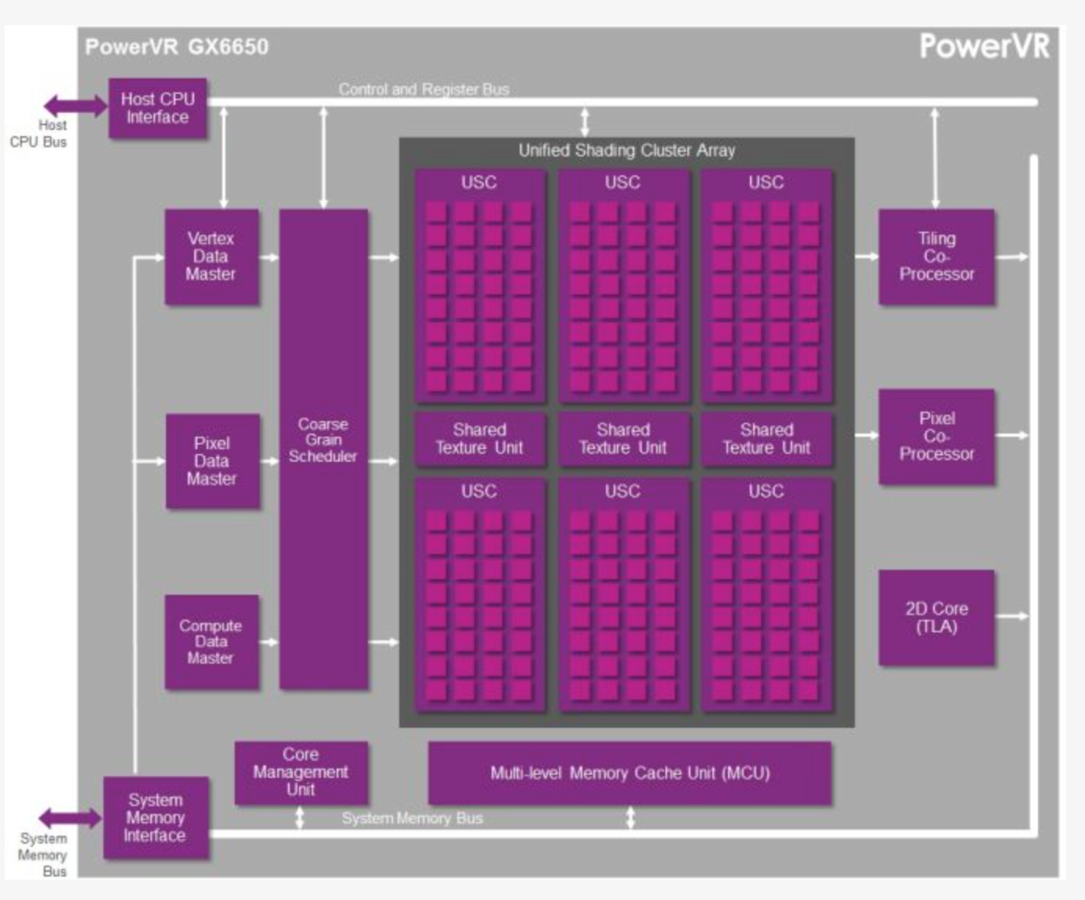 PowerVR GX6650
PowerVR
Control and Register Bus
Host CPU
Interface
Host
CPU Bus
Unified Shading Cluster Array
USC
USC
USC
Vertex
Data
Master
Tiling
Co-
Processor
Coarse
Grain
Scheduler
Pixel
Data
Master
Shared
Texture Unit
Shared
Texture Unit
Shared
Texture Unit
Pixel
Co-
Processor
USC
USC
USC
Compute
Data
Master
2D Core
(TLA)
Core
Management
Unit
Multi-level Memory Cache Unit (MCU)
System
Memory
Interface
System Memory Bus
System
Memory
Bus